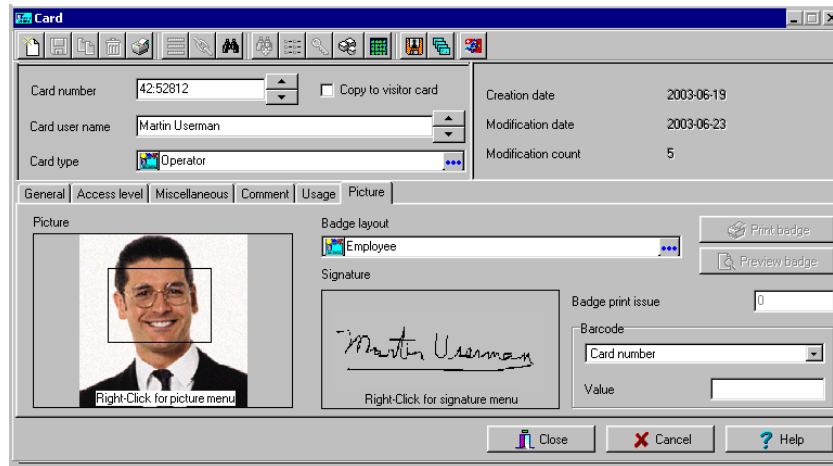 Card
Card number 42:52812 Copy to visitor card
Card user name Martin Userman
Card type Operator
Creation date 2003-06-19
Modification date 2003-06-23
Modification count 5
General Access level Miscellaneous Comment Usage Picture
Picture
Right-Click for picture menu
Badge layout
Employee
Signature
Martin Userman
Right-Click for signature menu
Print badge
Preview badge
Badge print issue 0
Barcode
Card number
Value
Close Cancel Help